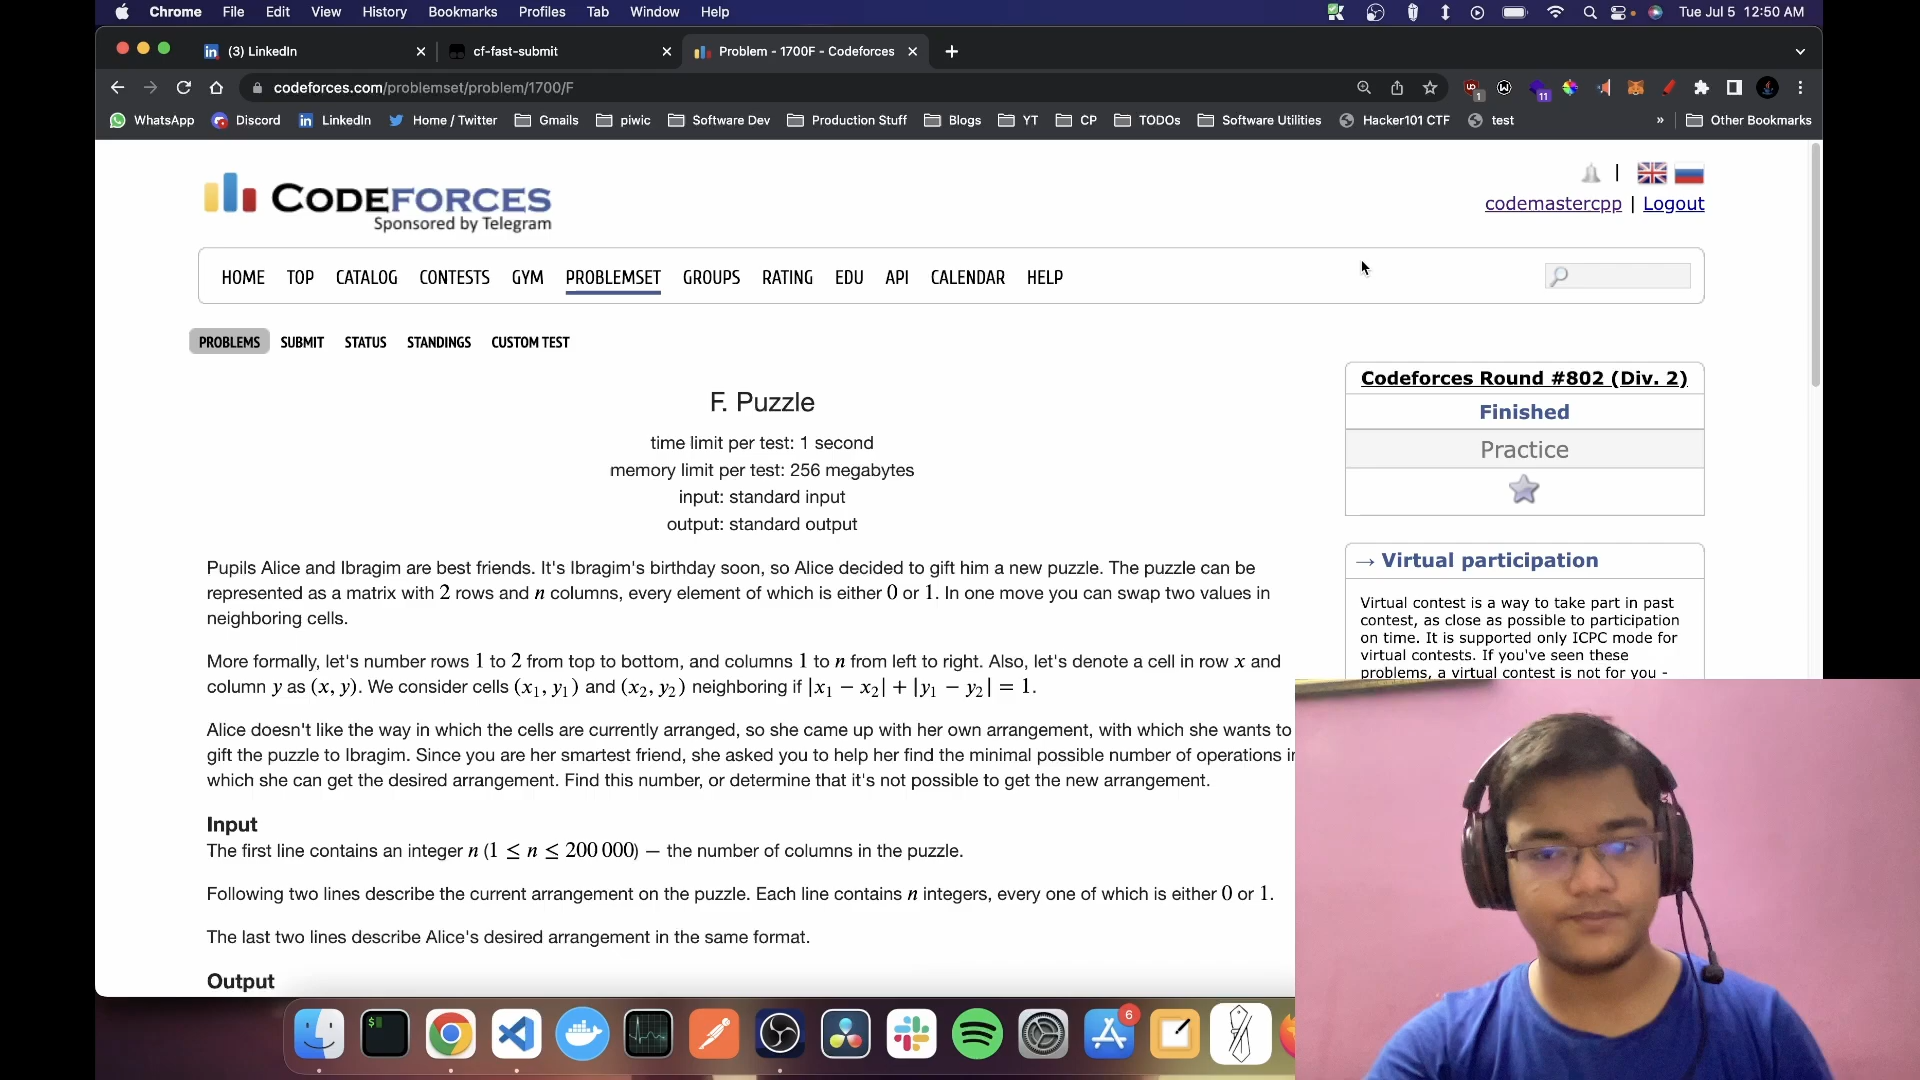 Chrome File Edit View History Bookmarks Profiles Tab Window Help Tue Jul 5 12:50 AM
(3) LinkedIn cf-fast-submit Problem - 1700F - Codeforces
codeforces.com/problemset/problem/1700/F 1 11
WhatsApp Discord LinkedIn Home / Twitter Gmails piwic Software Dev Production Stuff Blogs YT CP TODOs Software Utilities Hacker101 CTF test » Other Bookmarks
CODEFORCES
Sponsored by Telegram
|
codemastercpp | Logout
HOME TOP CATALOG CONTESTS GYM PROBLEMSET GROUPS RATING EDU API CALENDAR HELP
PROBLEMS SUBMIT STATUS STANDINGS CUSTOM TEST
F. Puzzle
time limit per test: 1 second
memory limit per test: 256 megabytes
input: standard input
output: standard output
Pupils Alice and Ibragim are best friends. It's Ibragim's birthday soon, so Alice decided to gift him a new puzzle. The puzzle can be
represented as a matrix with 2 rows and n columns, every element of which is either 0 or 1. In one move you can swap two values in
neighboring cells.
More formally, let's number rows 1 to 2 from top to bottom, and columns 1 to n from left to right. Also, let's denote a cell in row x and
column y as (x, y). We consider cells (x₁, y₁) and (x₂, y₂) neighboring if |x₁ − x₂| + |y₁ − y₂| = 1.
Alice doesn't like the way in which the cells are currently arranged, so she came up with her own arrangement, with which she wants to
gift the puzzle to Ibragim. Since you are her smartest friend, she asked you to help her find the minimal possible number of operations in
which she can get the desired arrangement. Find this number, or determine that it's not possible to get the new arrangement.
Input
The first line contains an integer n (1 ≤ n ≤ 200 000) — the number of columns in the puzzle.
Following two lines describe the current arrangement on the puzzle. Each line contains n integers, every one of which is either 0 or 1.
The last two lines describe Alice's desired arrangement in the same format.
Output
Codeforces Round #802 (Div. 2)
Finished
Practice
→ Virtual participation
Virtual contest is a way to take part in past
contest, as close as possible to participation
on time. It is supported only ICPC mode for
virtual contests. If you've seen these
problems, a virtual contest is not for you -
6